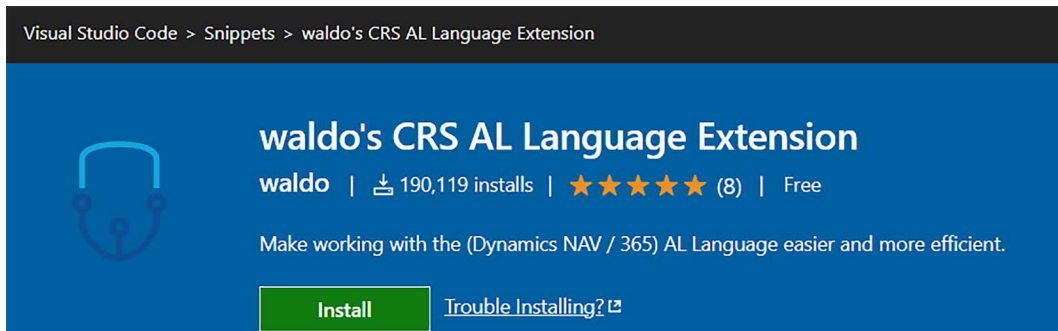 Visual Studio Code > Snippets > waldo's CRS AL Language Extension
waldo's CRS AL Language Extension
waldo | 190,119 installs | ★★★★★ (8) | Free
Make working with the (Dynamics NAV / 365) AL Language easier and more efficient.
Install Trouble Installing?